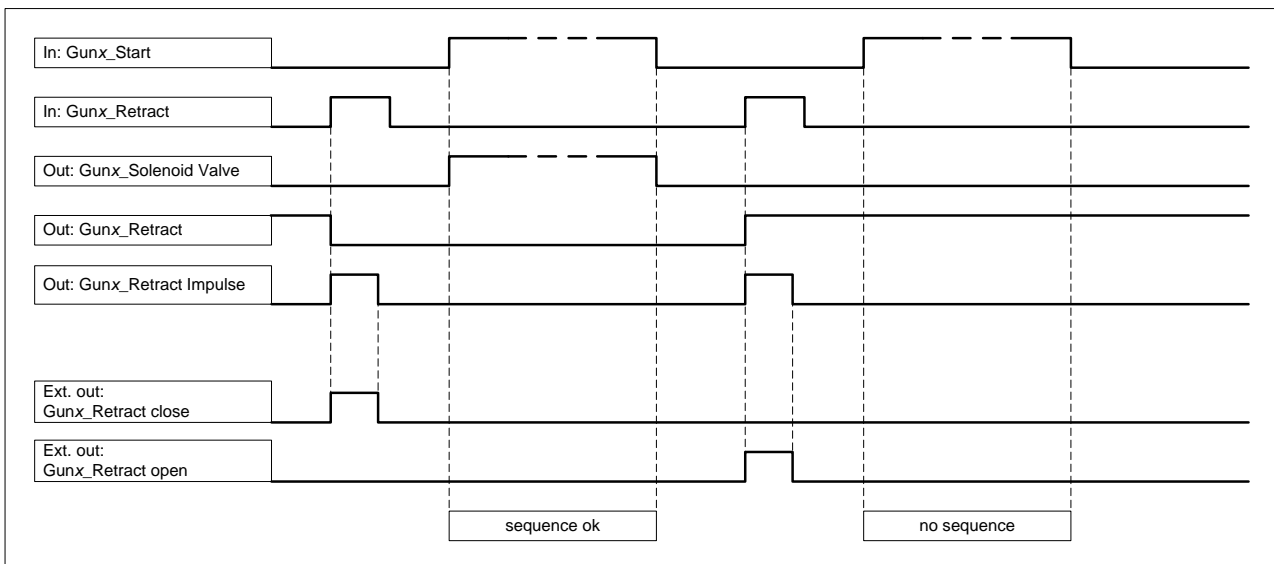 In: Gunx_Start
In: Gunx_Retract
Out: Gunx_Solenoid Valve
Out: Gunx_Retract
Out: Gunx_Retract Impulse
Ext. out:
Gunx_Retract close
Ext. out:
Gunx_Retract open
sequence ok
no sequence